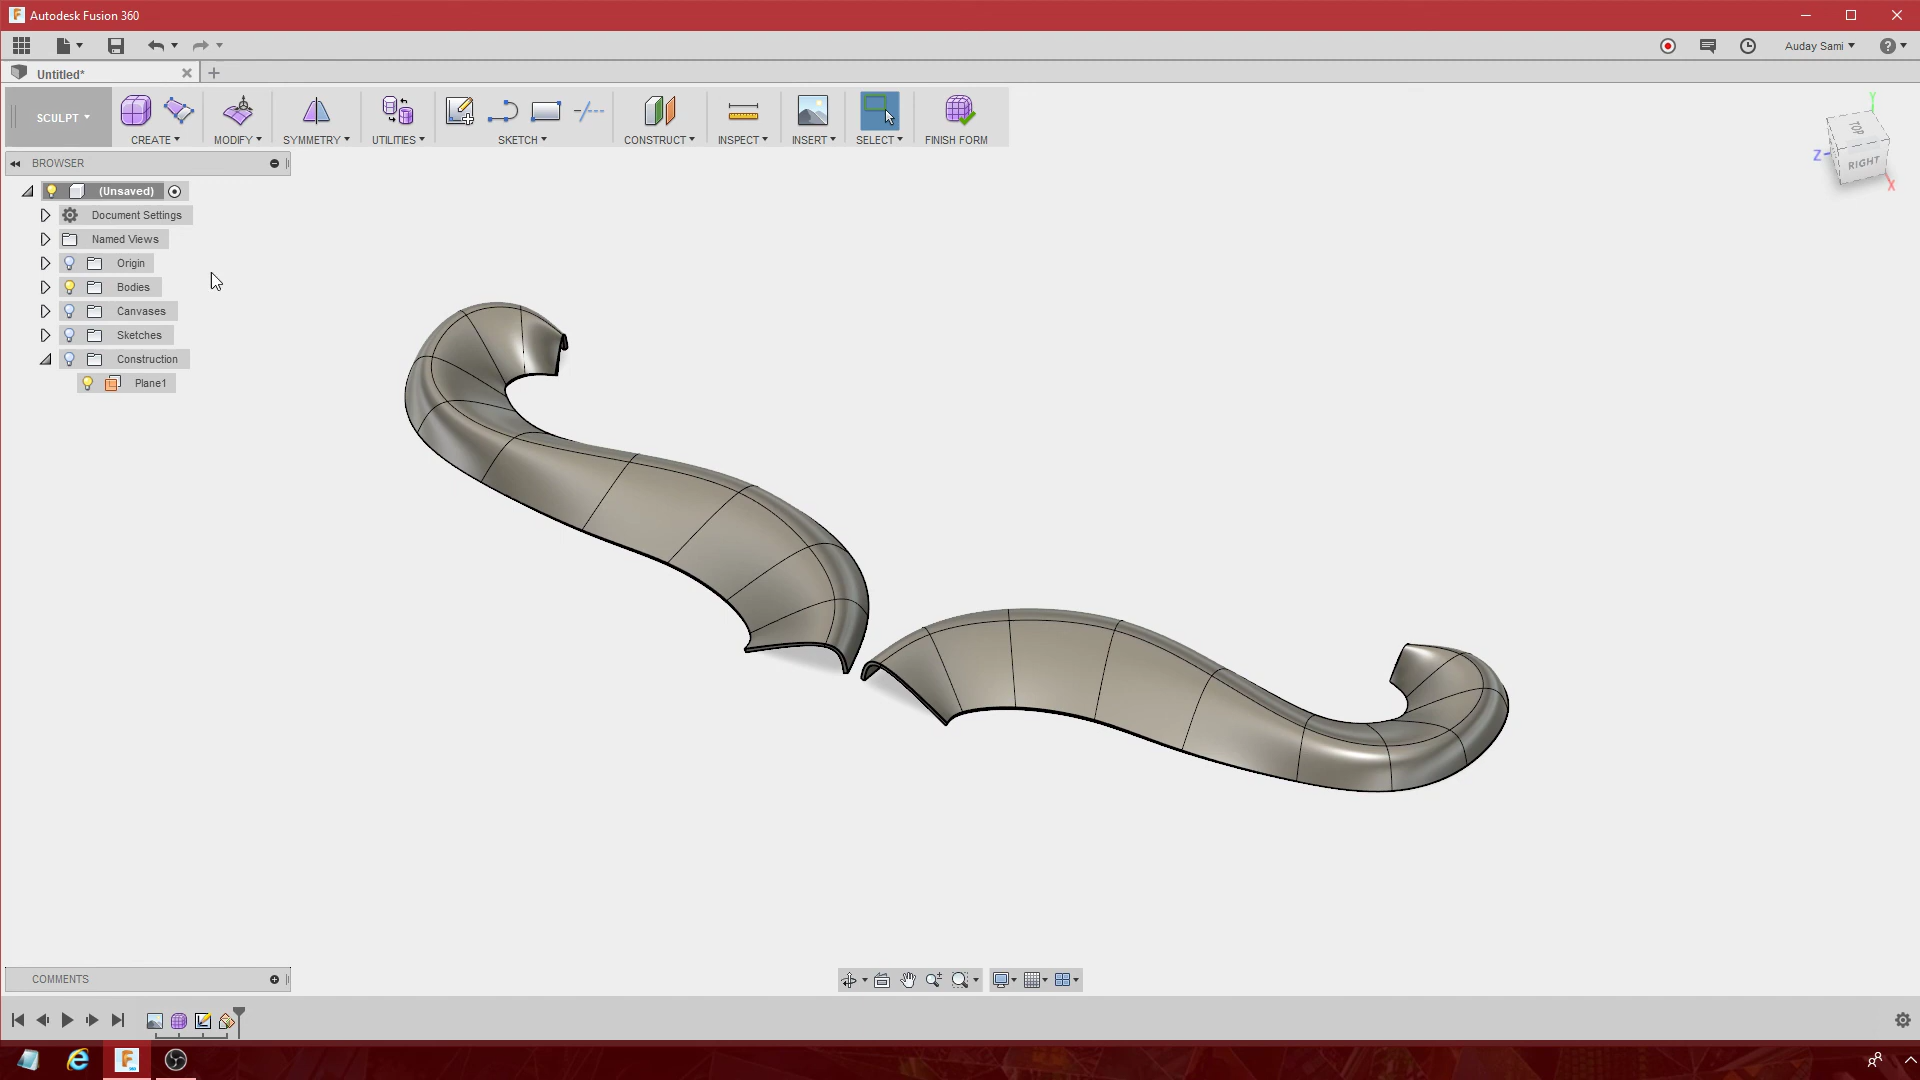 Autodesk Fusion 360
Auday Sami
Untitled*
SCULPT
CREATE
MODIFY
SYMMETRY
UTILITIES
SKETCH
CONSTRUCT
INSPECT
INSERT
SELECT
FINISH FORM
BROWSER
(Unsaved)
Document Settings
Named Views
Origin
Bodies
Canvases
Sketches
Construction
Plane1
Y
TOP
Z
RIGHT
X
COMMENTS